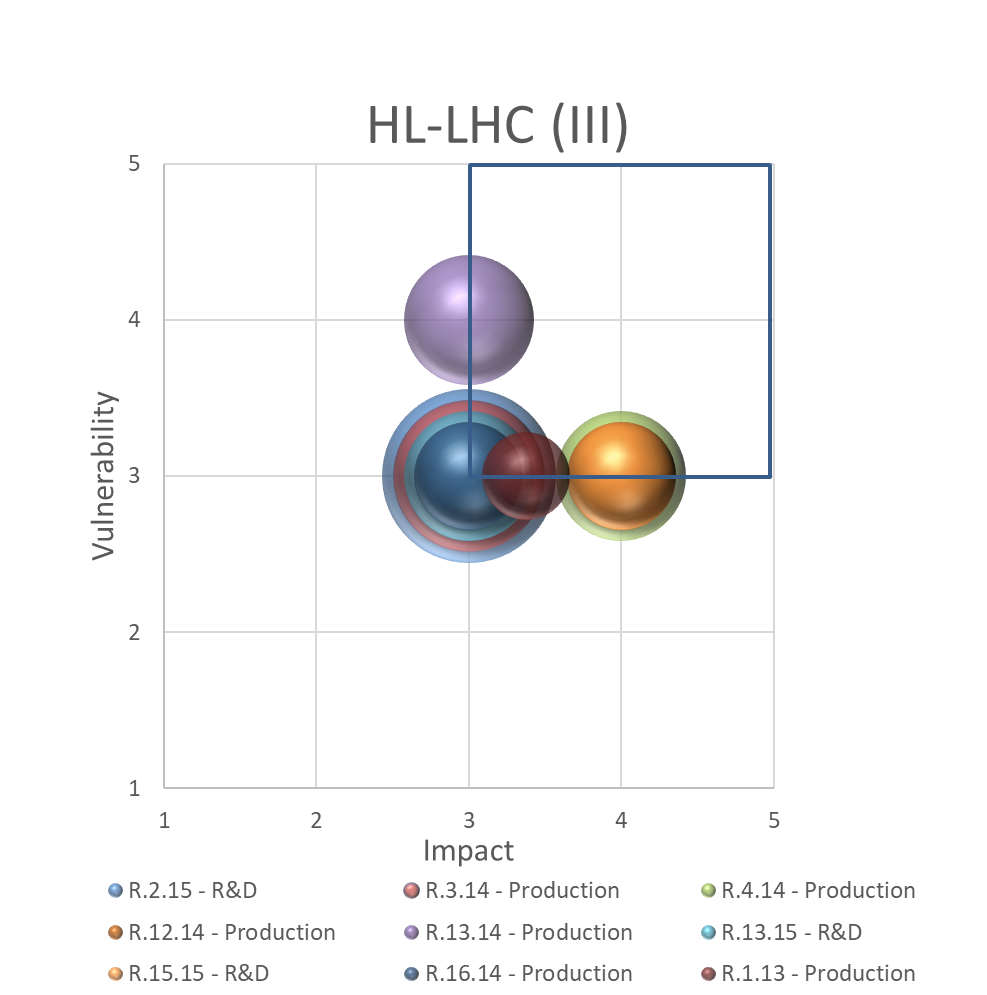 HL-LHC (III)
5
4
3
2
1
Vulnerability
1 2 3 4 5
Impact
R.2.15 - R&D R.3.14 - Production R.4.14 - Production
R.12.14 - Production R.13.14 - Production R.13.15 - R&D
R.15.15 - R&D R.16.14 - Production R.1.13 - Production